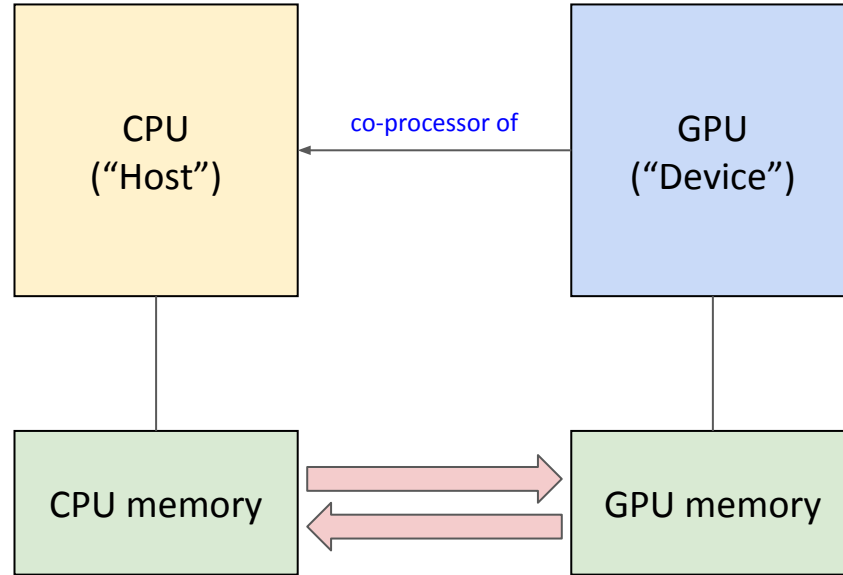 CPU
(“Host”)
co-processor of
GPU
(“Device”)
CPU memory
GPU memory